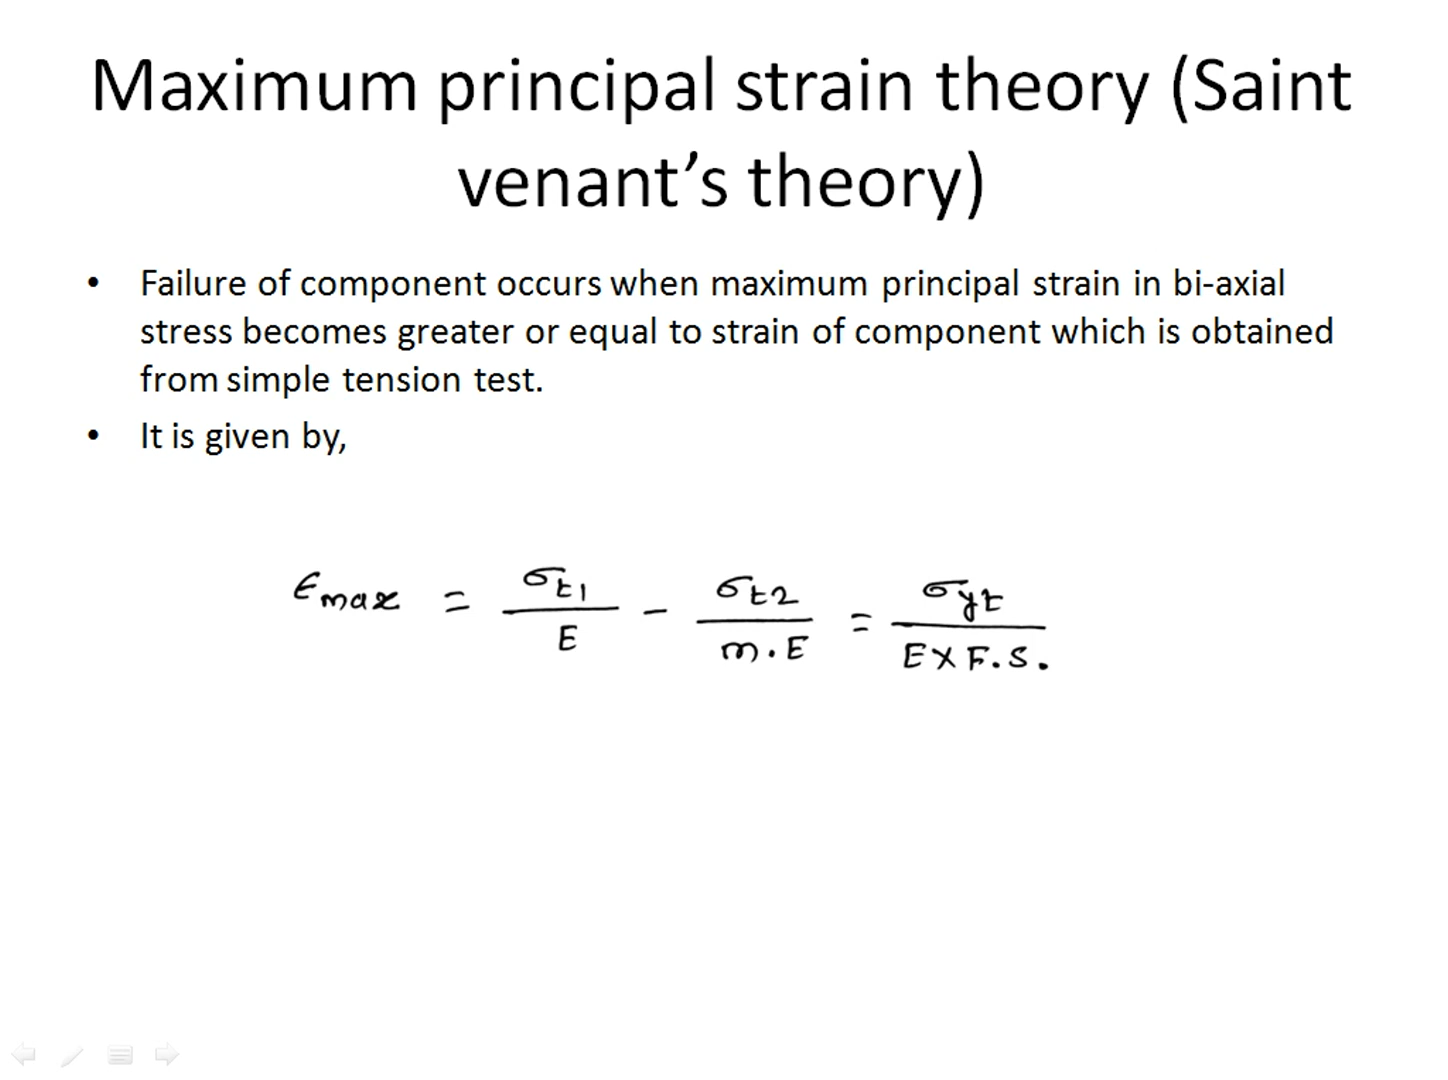 Maximum principal strain theory (Saint
venant’s theory)
• Failure of component occurs when maximum principal strain in bi-axial
stress becomes greater or equal to strain of component which is obtained
from simple tension test.
• It is given by,
ϵmax = σt1 / E − σt2 / m.E = σyt / E×F.S.